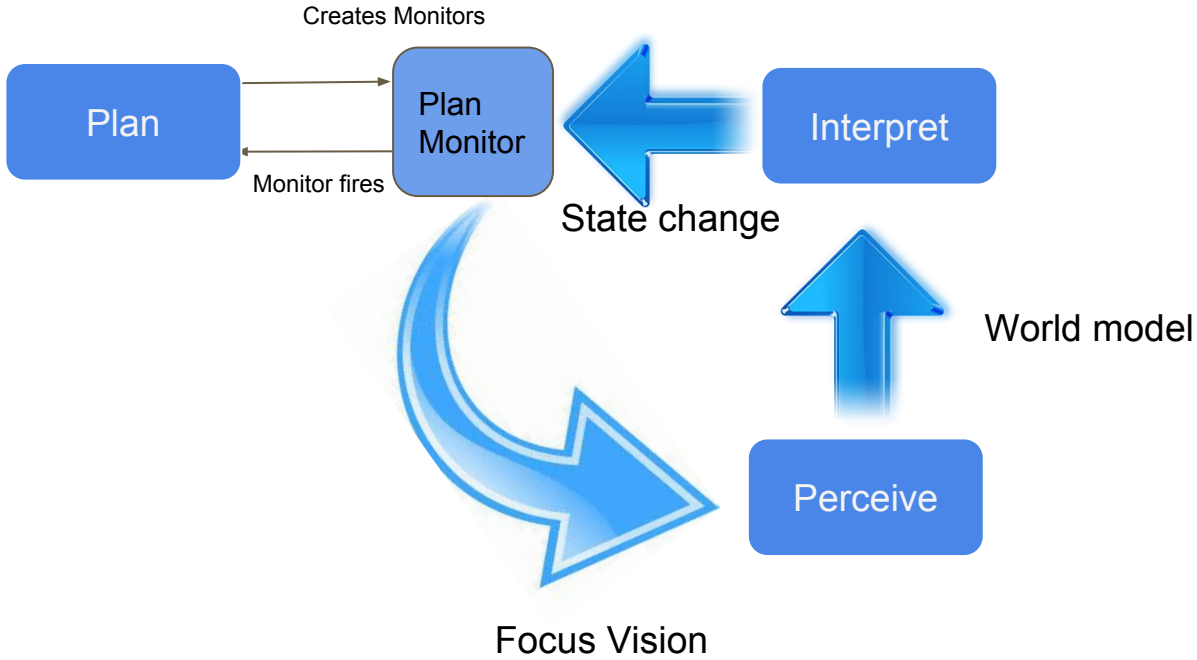 Creates Monitors
Plan
Plan
Monitor
Interpret
Monitor fires
State change
World model
Perceive
Focus Vision